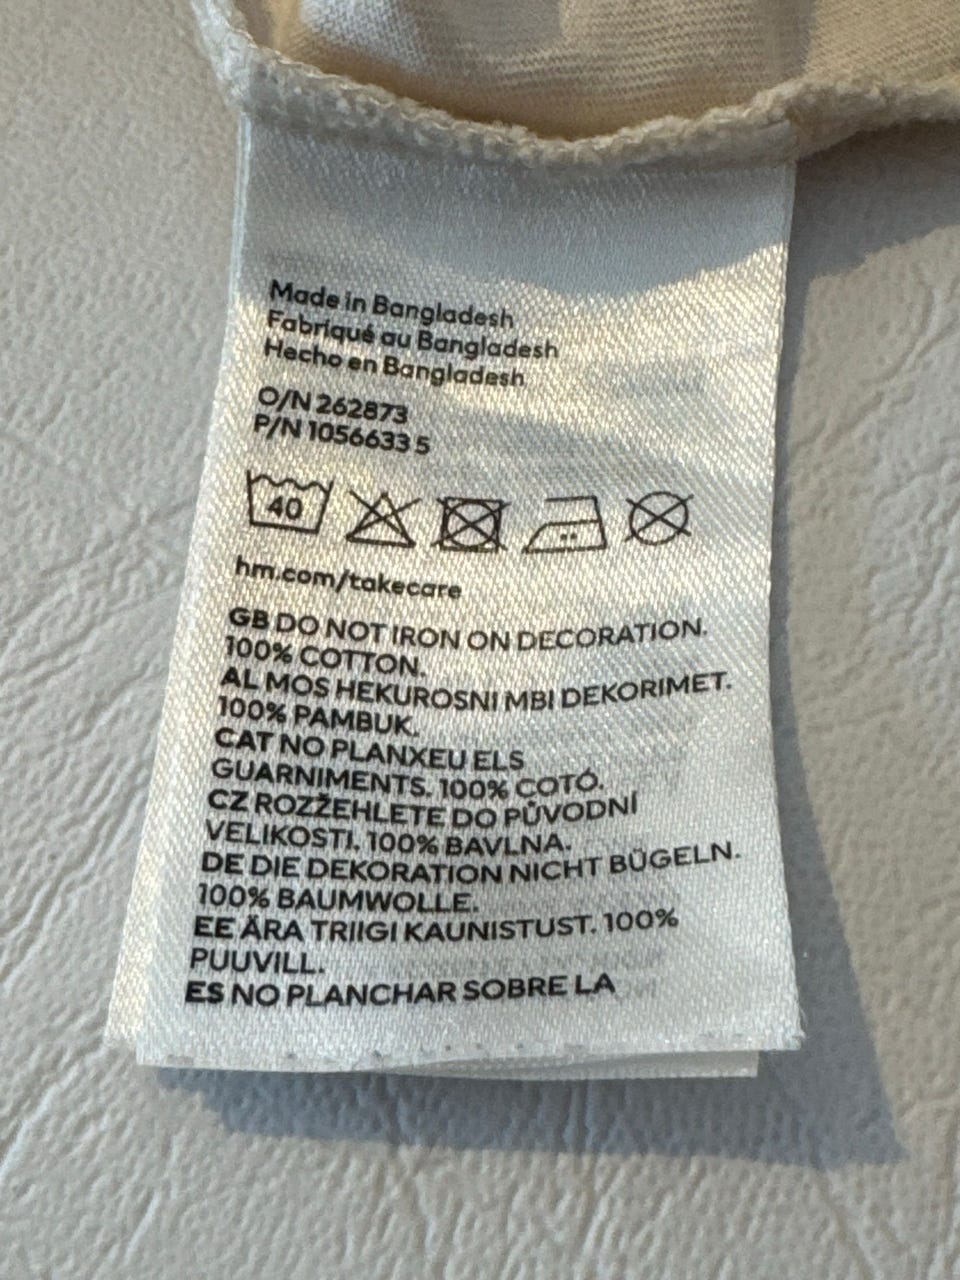 Made in Bangladesh
Fabriqué au Bangladesh
Hecho en Bangladesh
O/N 262873
P/N 1056633 5
40
hm.com/takecare
GB DO NOT IRON ON DECORATION.
100% COTTON.
AL MOS HEKUROSNI MBI DEKORIMET.
100% PAMBUK.
CAT NO PLANXEU ELS
GUARNIMENTS. 100% COTÓ.
CZ ROZŽEHLETE DO PŮVODNÍ
VELIKOSTI. 100% BAVLNA.
DE DIE DEKORATION NICHT BÜGELN.
100% BAUMWOLLE.
EE ÄRA TRIIGI KAUNISTUST. 100%
PUUVILL.
ES NO PLANCHAR SOBRE LA